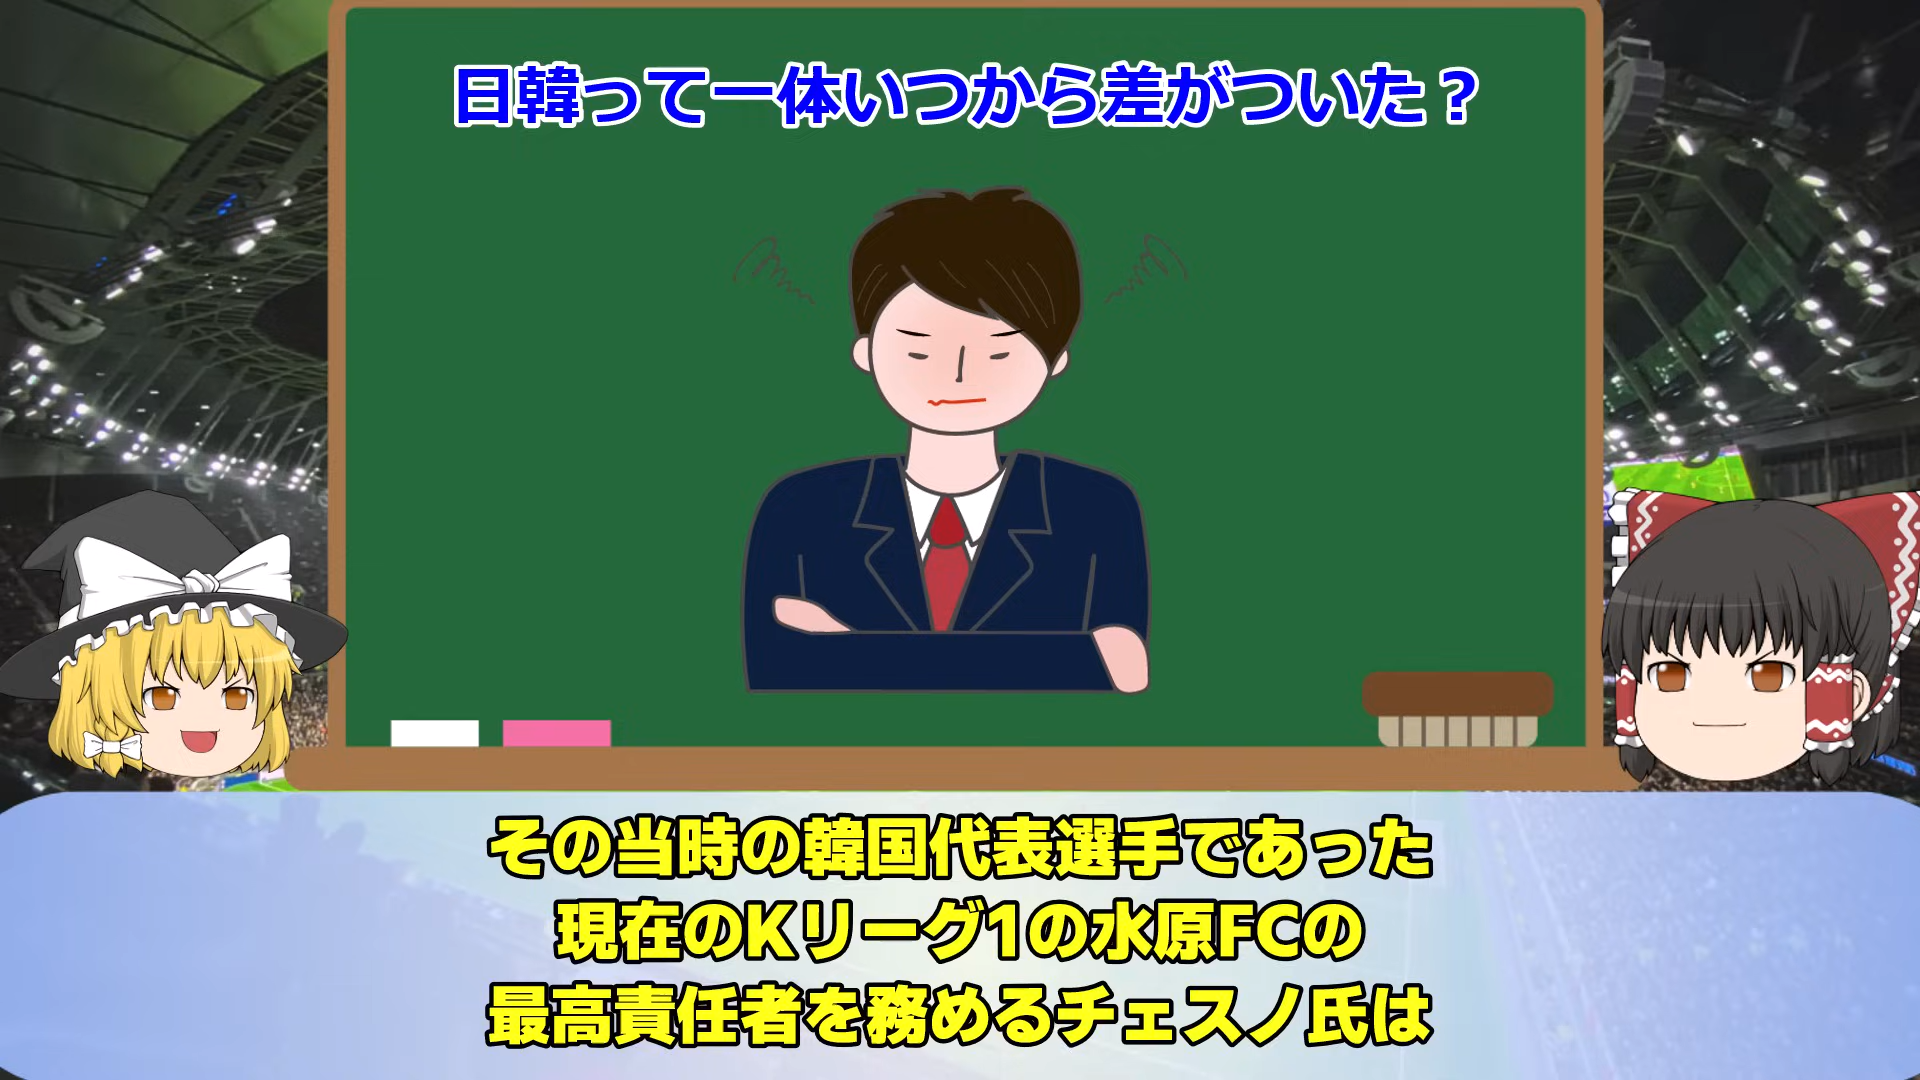 日韓って一体いつから差がついた？
その当時の韓国代表選手であった
現在のKリーグ1の水原FCの
最高責任者を務めるチェスノ氏は